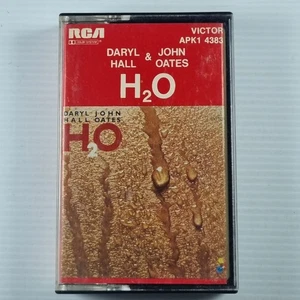 RCA
VICTOR
APK1 4383
DARYL & JOHN
HALL OATES
H2O
DARYL JOHN
HALL OATES
H2O